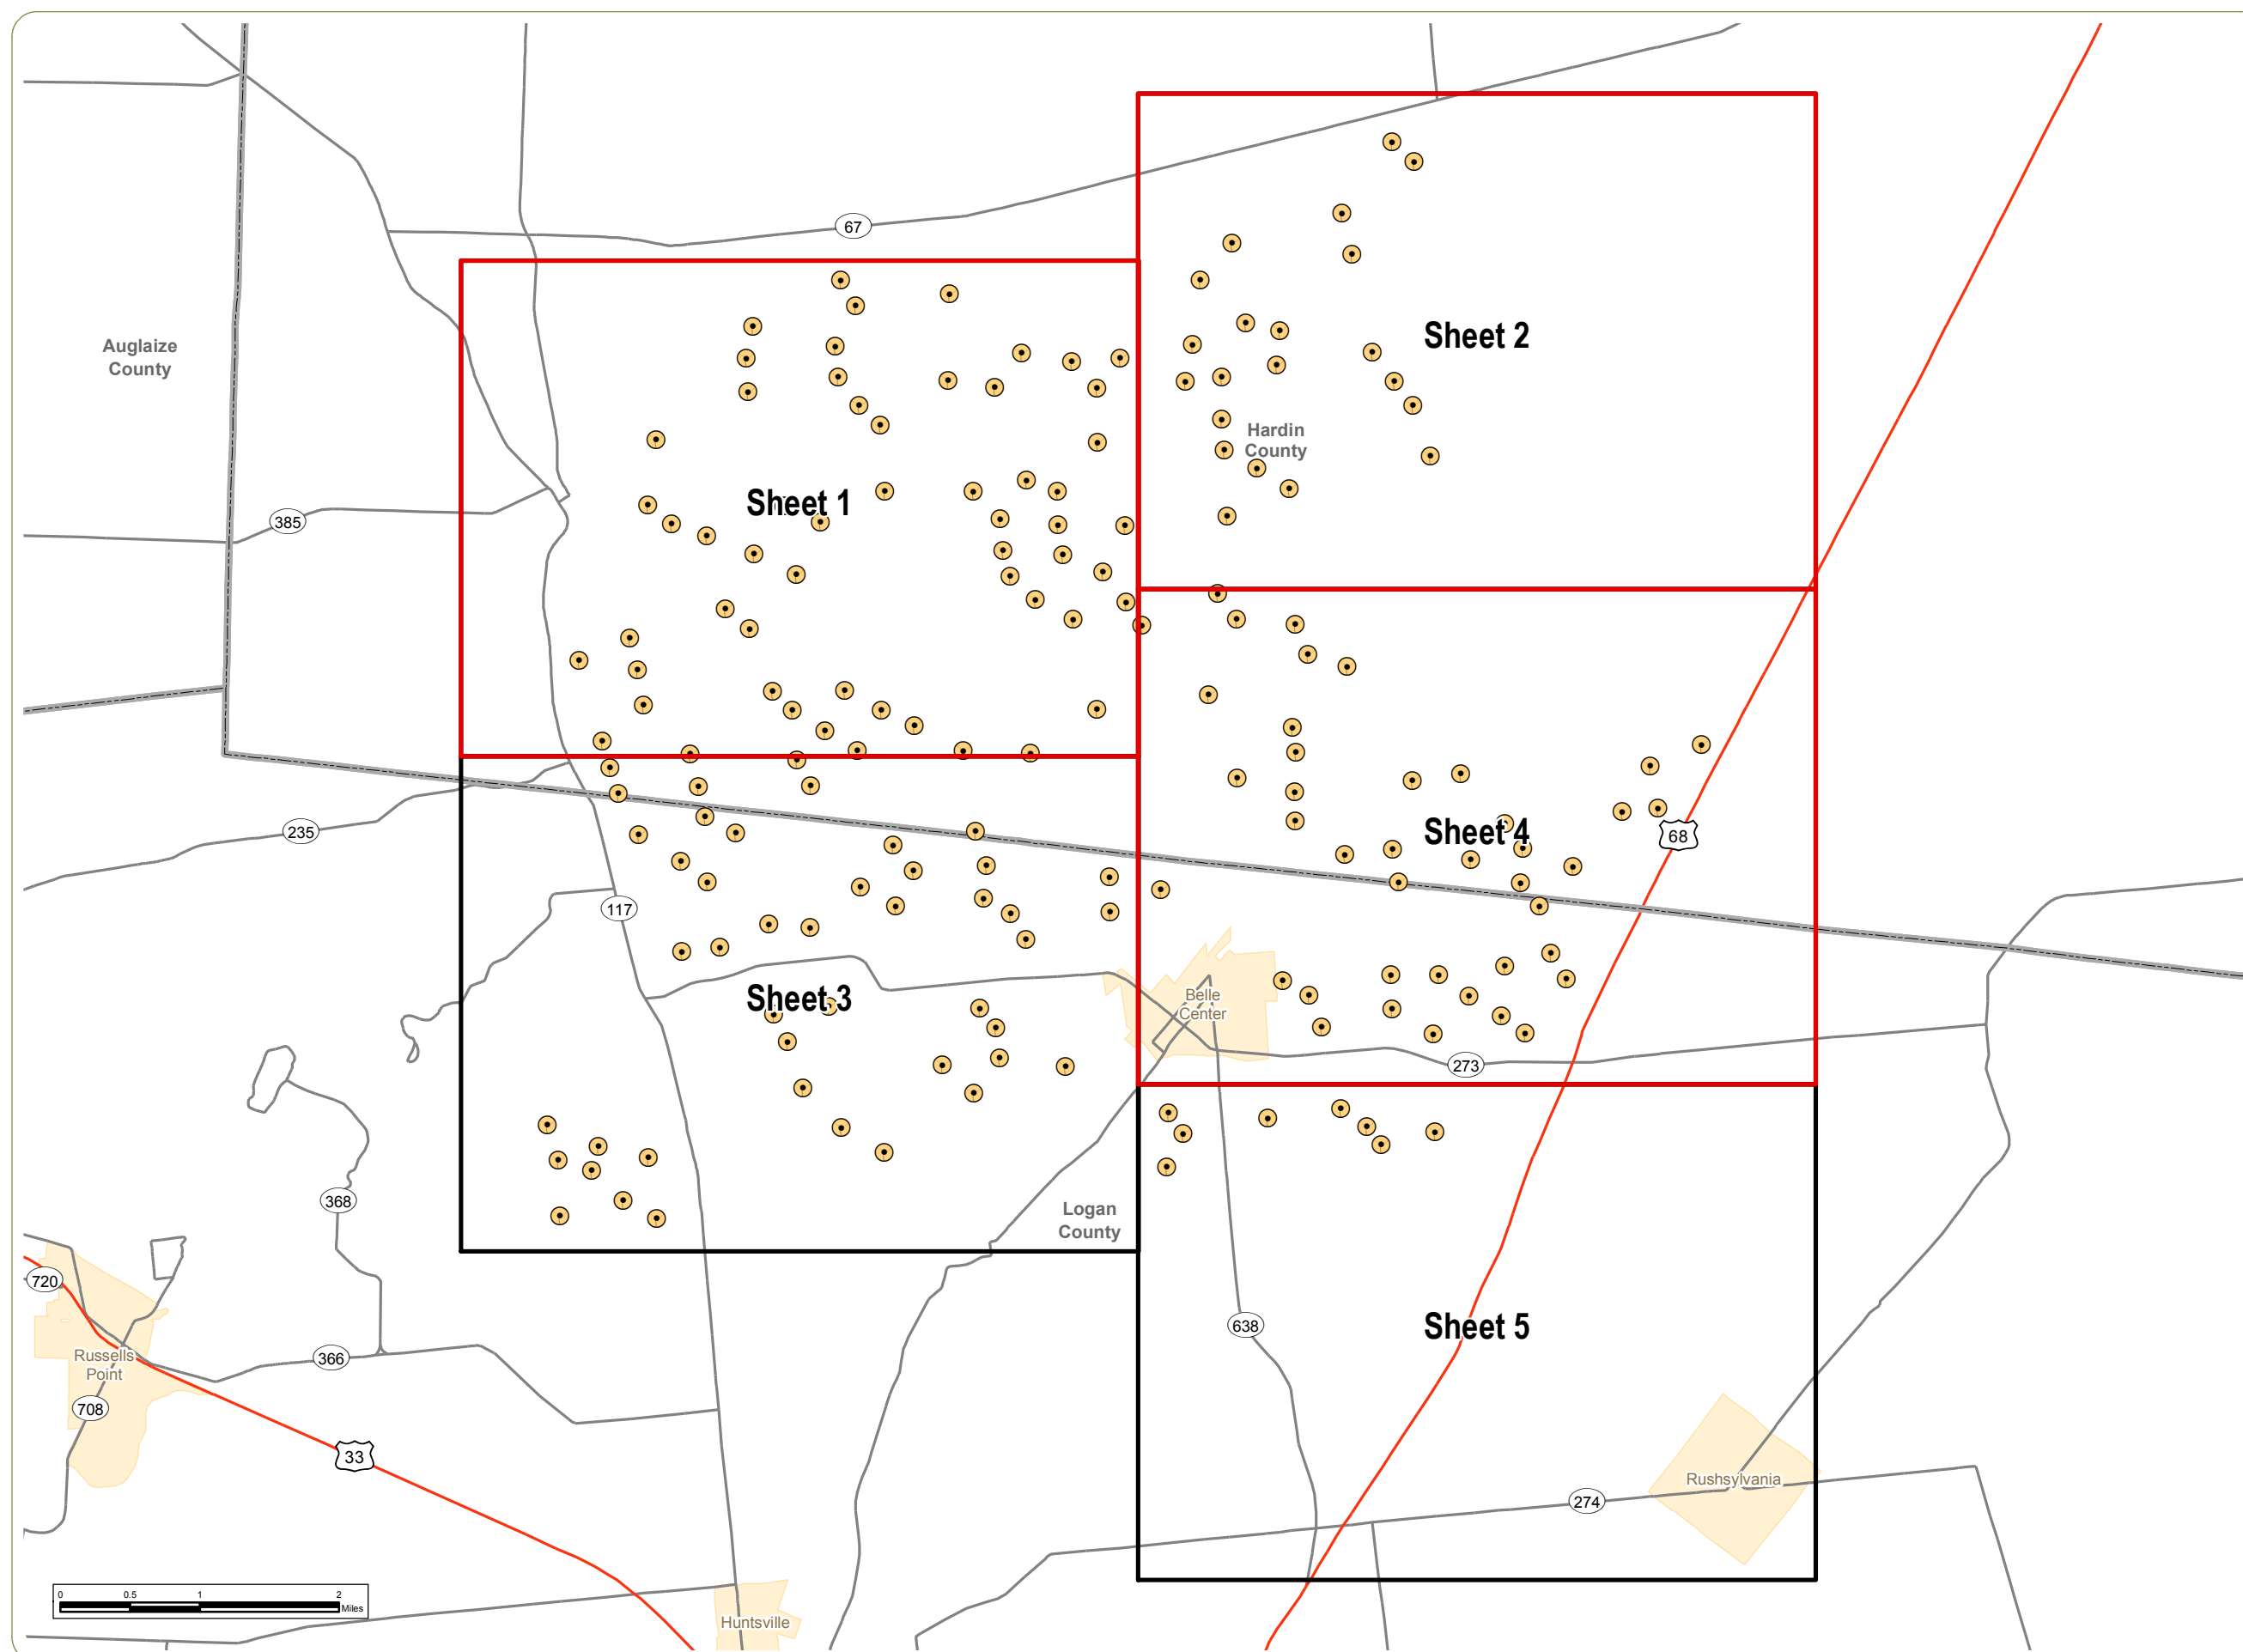 67
Sheet 2
Auglaize
County
Hardin
County
Sheet 1
385
235
Sheet 4
68
117
Sheet 3
Belle
Center
273
368
Logan
County
720
638
Sheet 5
Russells
Point
366
708
33
Rushsylvania
274
0 0.5 1 2
Miles
Huntsville